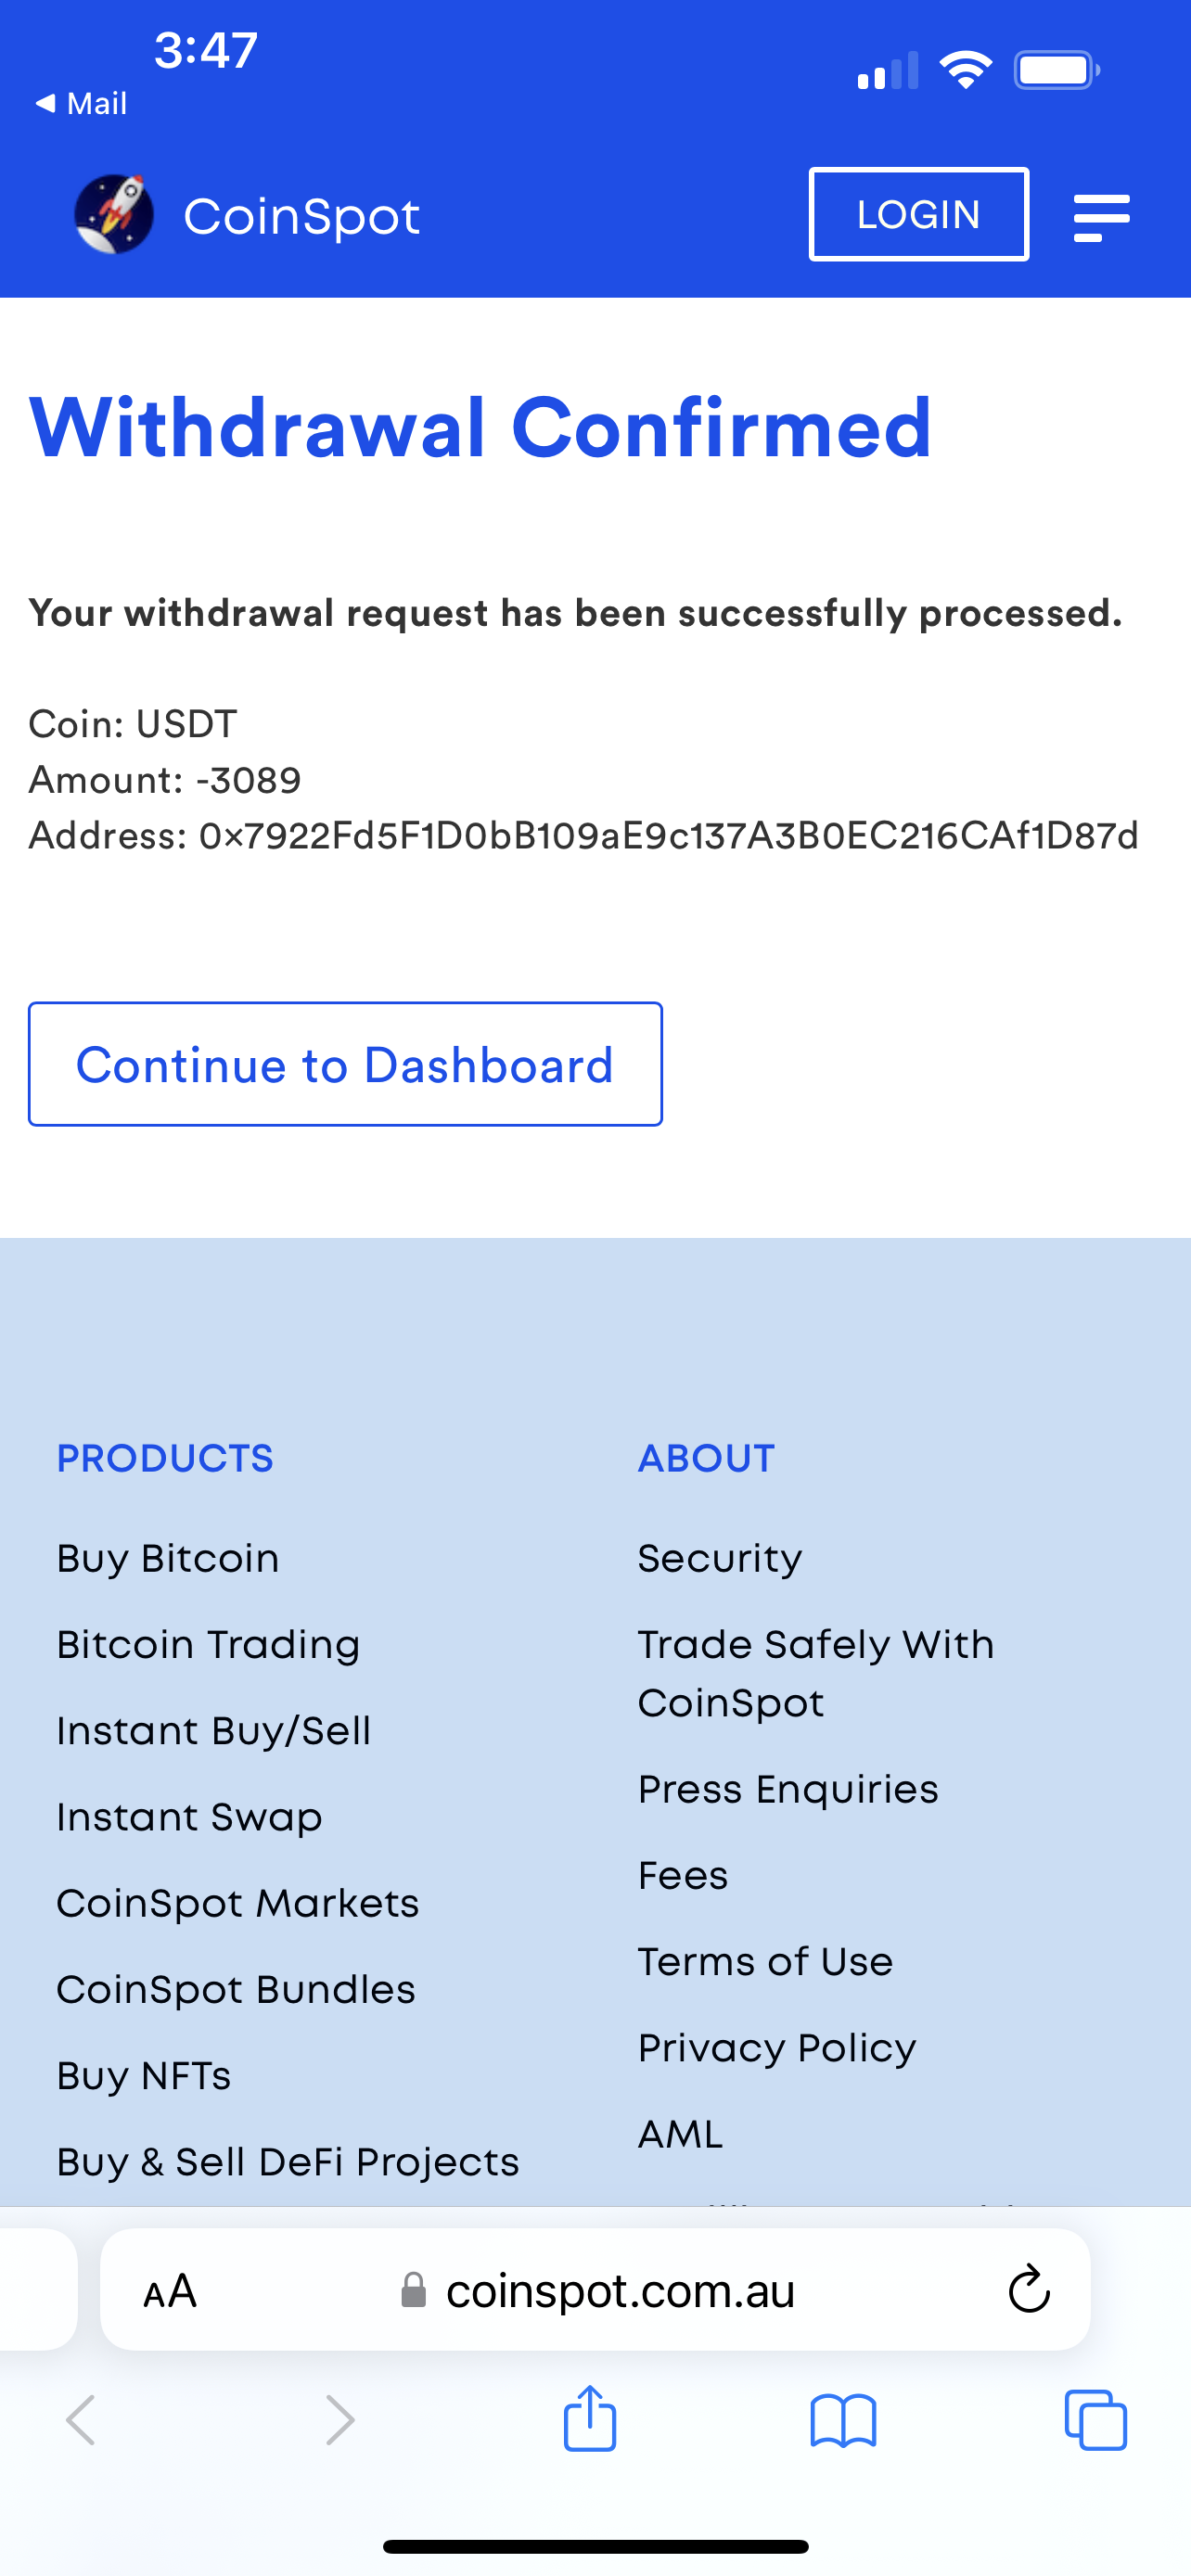 3:47
◀ Mail
CoinSpot
LOGIN
Withdrawal Confirmed
Your withdrawal request has been successfully processed.
Coin: USDT
Amount: -3089
Address: 0x7922Fd5F1D0bB109aE9c137A3B0EC216CAf1D87d
Continue to Dashboard
PRODUCTS
Buy Bitcoin
Bitcoin Trading
Instant Buy/Sell
Instant Swap
CoinSpot Markets
CoinSpot Bundles
Buy NFTs
Buy & Sell DeFi Projects
ABOUT
Security
Trade Safely With
CoinSpot
Press Enquiries
Fees
Terms of Use
Privacy Policy
AML
AA
coinspot.com.au